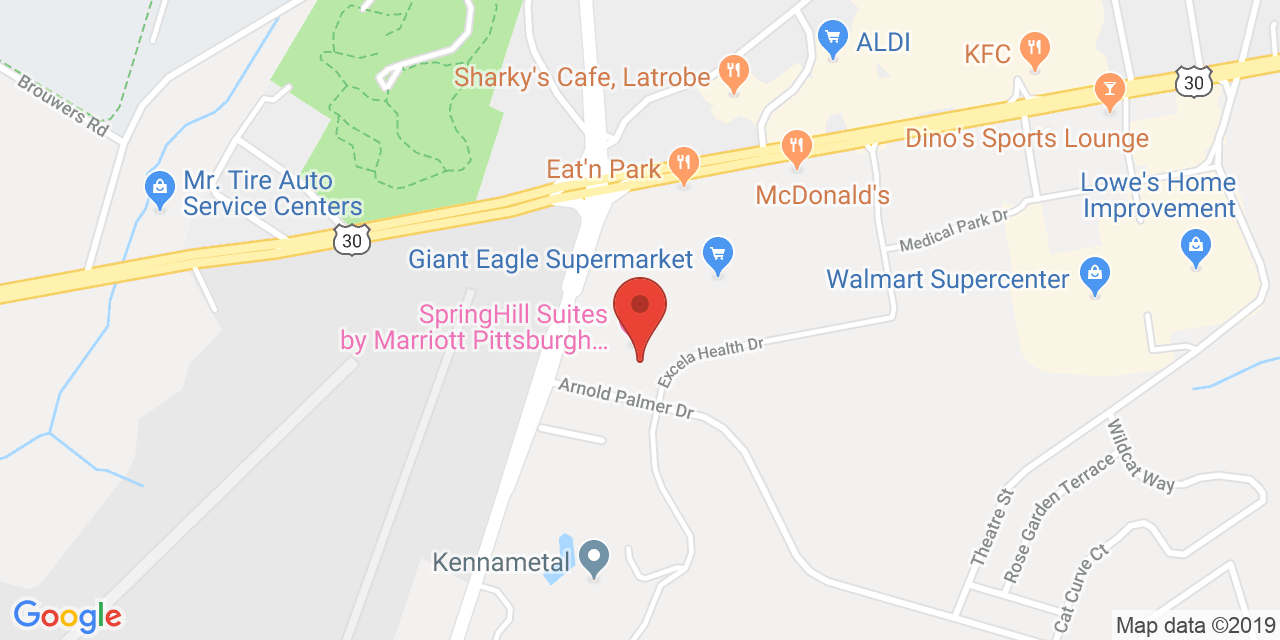 ALDI
KFC
Sharky's Cafe, Latrobe
30
Brouwers Rd
Dino's Sports Lounge
Eat'n Park
McDonald's
Mr. Tire Auto
Service Centers
Lowe's Home
Improvement
Medical Park Dr
30
Giant Eagle Supermarket
Walmart Supercenter
SpringHill Suites
by Marriott Pittsburgh...
Excela Health Dr
Arnold Palmer Dr
Wildcat Way
Rose Garden Terrace
Theatre St
Kennametal
Cat Curve Ct
Google
Map data ©2019